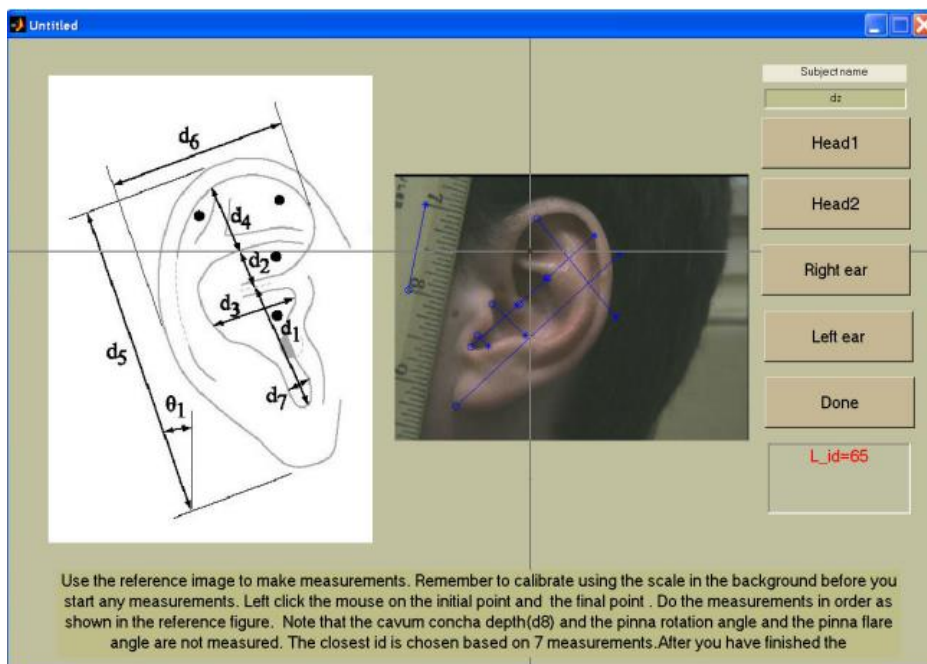 Untitled
Subject name
dz
d6
Head1
d4
Head2
d2
Right ear
d3
d1
d5
Left ear
d7
θ1
Done
7
8
9
L_id=65
Use the reference image to make measurements. Remember to calibrate using the scale in the background before you
start any measurements. Left click the mouse on the initial point and the final point . Do the measurements in order as
shown in the reference figure. Note that the cavum concha depth(d8) and the pinna rotation angle and the pinna flare
angle are not measured. The closest id is chosen based on 7 measurements.After you have finished the